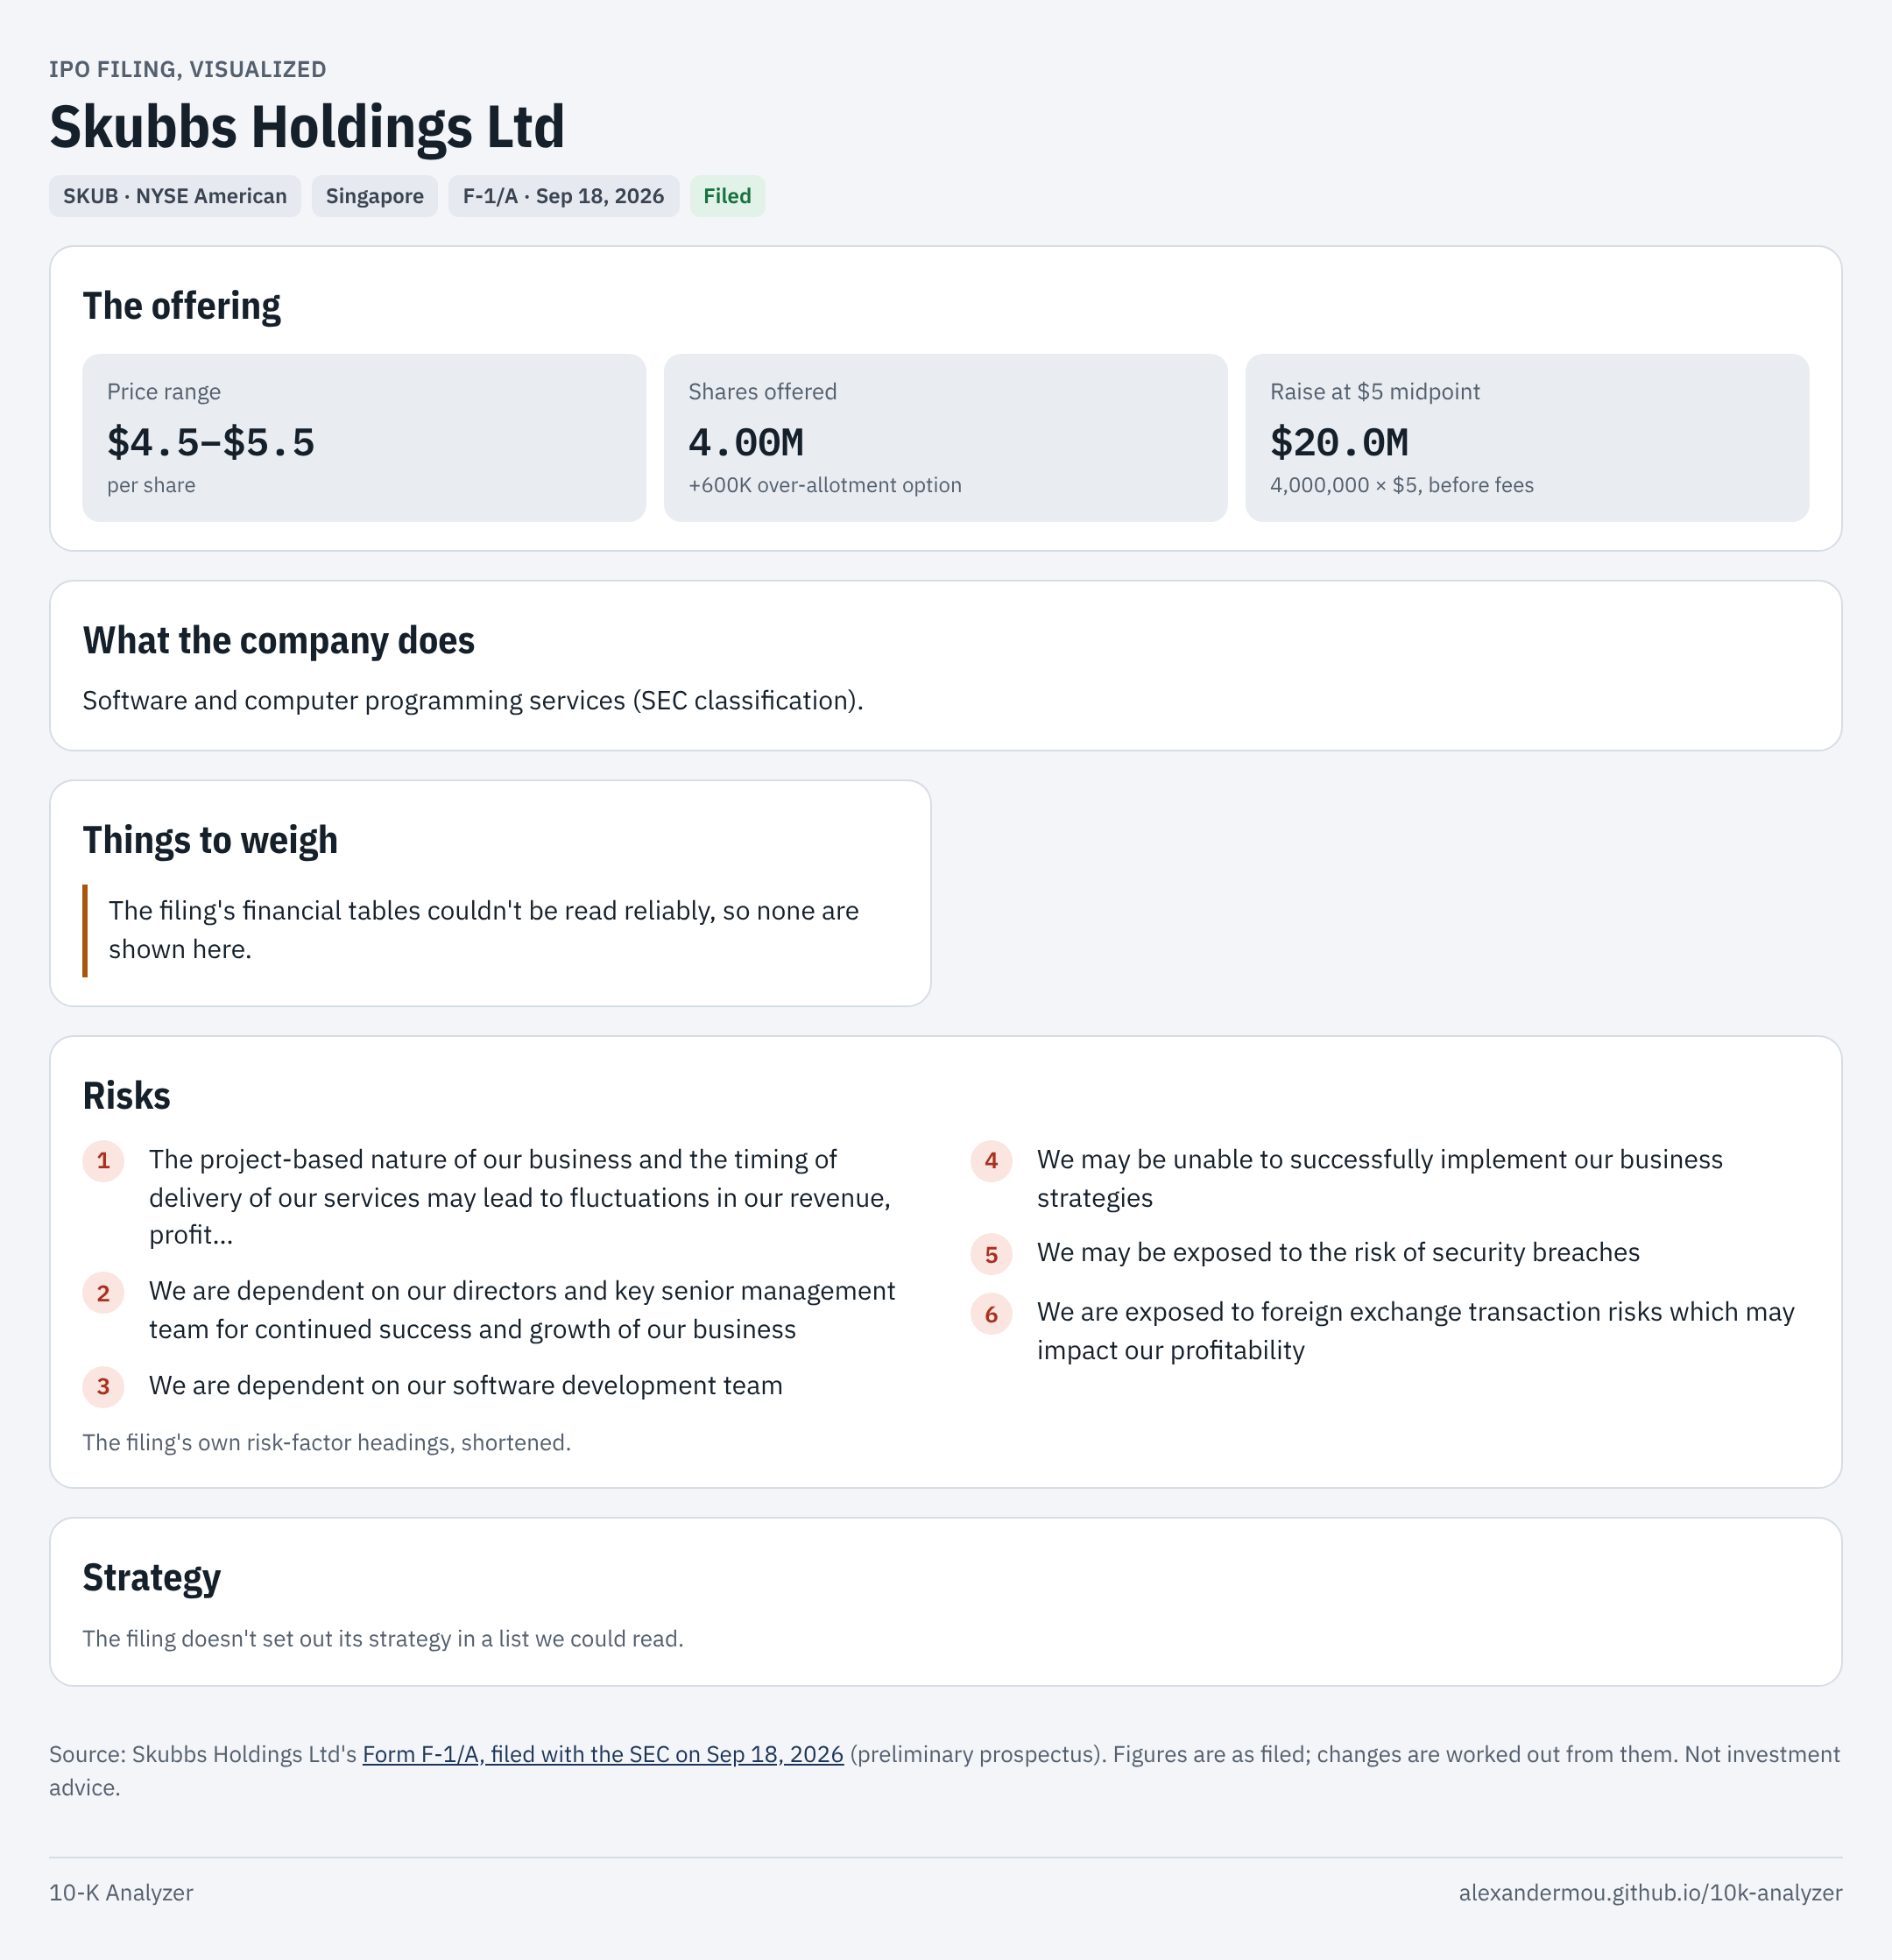 IPO FILING, VISUALIZED
Skubbs Holdings Ltd
SKUB · NYSE American
Singapore
F-1/A · Sep 18, 2026
Filed
The offering
Price range
$4.5–$5.5
per share
Shares offered
4.00M
+600K over-allotment option
Raise at $5 midpoint
$20.0M
4,000,000 × $5, before fees
What the company does
Software and computer programming services (SEC classification).
Things to weigh
The filing's financial tables couldn't be read reliably, so none are
shown here.
Risks
1 The project-based nature of our business and the timing of
delivery of our services may lead to fluctuations in our revenue,
profit…
2 We are dependent on our directors and key senior management
team for continued success and growth of our business
3 We are dependent on our software development team
4 We may be unable to successfully implement our business
strategies
5 We may be exposed to the risk of security breaches
6 We are exposed to foreign exchange transaction risks which may
impact our profitability
The filing's own risk-factor headings, shortened.
Strategy
The filing doesn't set out its strategy in a list we could read.
Source: Skubbs Holdings Ltd's Form F-1/A, filed with the SEC on Sep 18, 2026 (preliminary prospectus). Figures are as filed; changes are worked out from them. Not investment
advice.
10-K Analyzer
alexandermou.github.io/10k-analyzer